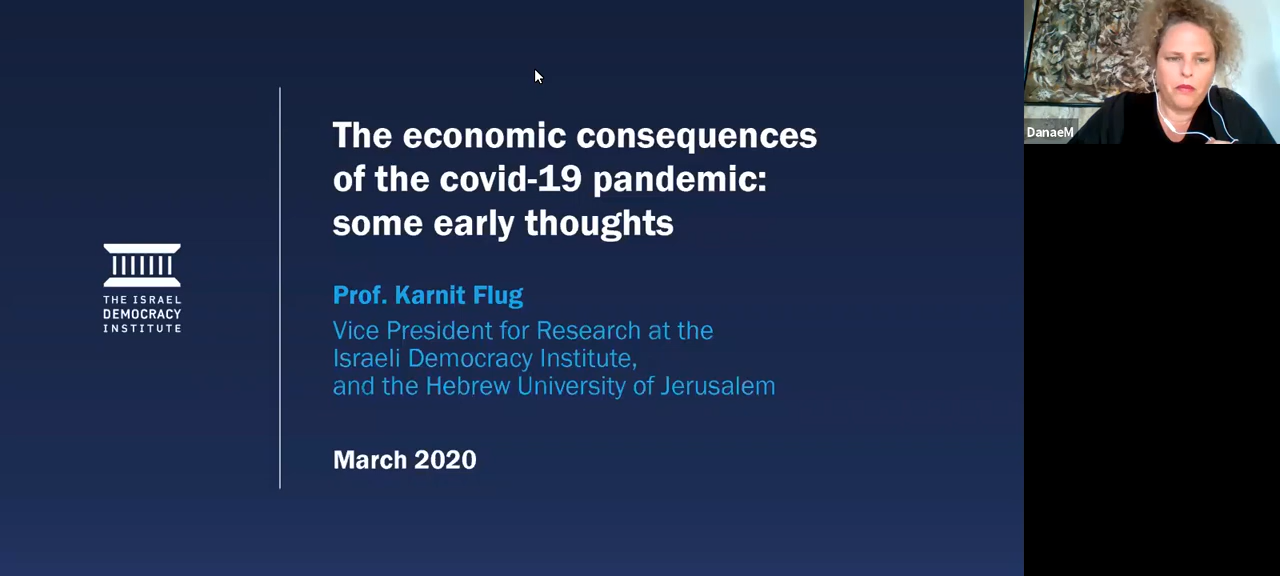 The economic consequences
of the covid-19 pandemic:
some early thoughts
Prof. Karnit Flug
Vice President for Research at the
Israeli Democracy Institute,
and the Hebrew University of Jerusalem
March 2020
THE ISRAEL
DEMOCRACY
INSTITUTE
DanaeM